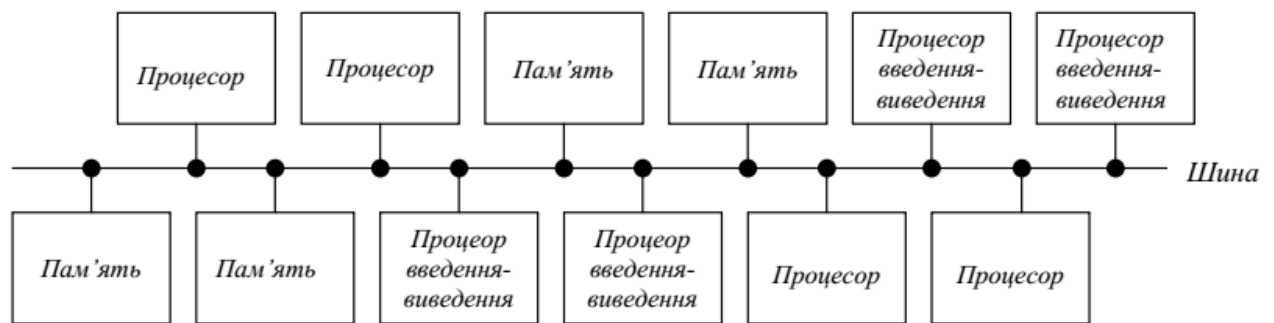 Процесор
Процесор
Пам’ять
Пам’ять
Процесор
введення-
виведення
Процесор
введення-
виведення
Шина
Пам’ять
Пам’ять
Процеор
введення-
виведення
Процеор
введення-
виведення
Процесор
Процесор